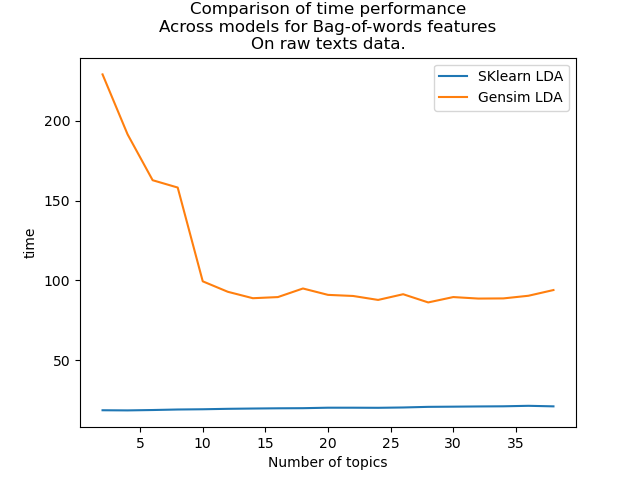 Comparison of time performance
Across models for Bag-of-words features
On raw texts data.
SKlearn LDA
Gensim LDA
200
150
100
50
time
5 10 15 20 25 30 35
Number of topics